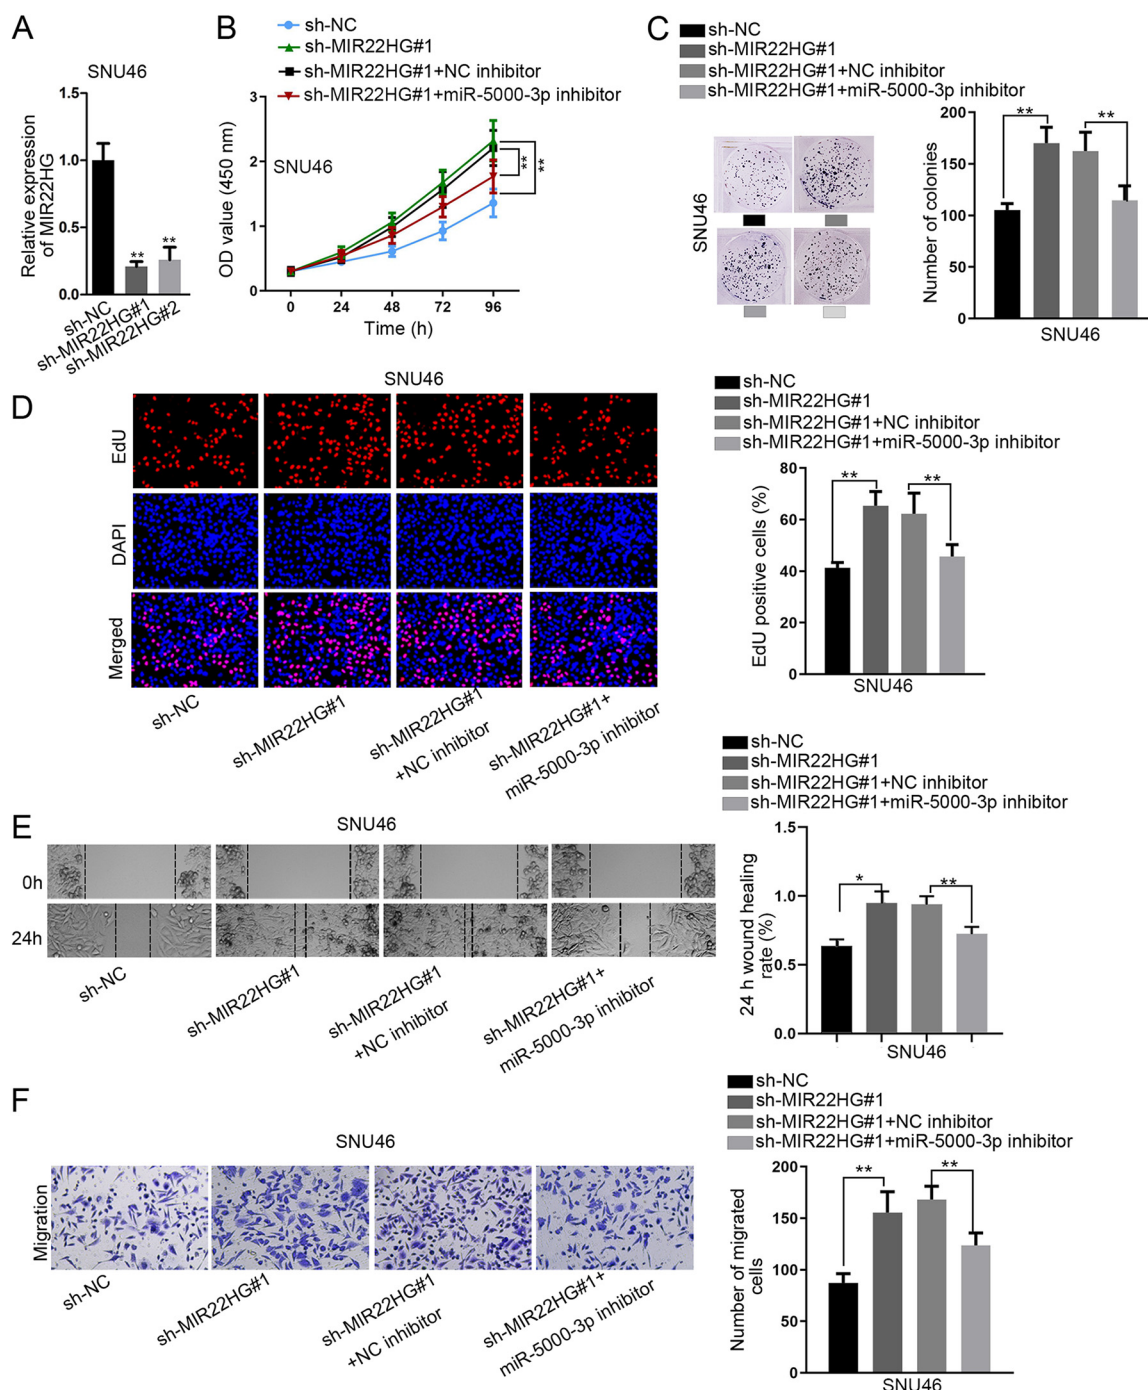 A
SNU46
Relative expression
of MIR22HG
1.5
1.0
0.5
0.0
**
**
sh-NC
sh-MIR22HG#1
sh-MIR22HG#2
B
sh-NC
sh-MIR22HG#1
sh-MIR22HG#1+NC inhibitor
sh-MIR22HG#1+miR-5000-3p inhibitor
SNU46
OD value (450 nm)
3
2
1
0
**
**
0 24 48 72 96
Time (h)
C
sh-NC
sh-MIR22HG#1
sh-MIR22HG#1+NC inhibitor
sh-MIR22HG#1+miR-5000-3p inhibitor
SNU46
Number of colonies
200
150
100
50
0
**
**
SNU46
D
SNU46
EdU
DAPI
Merged
sh-NC
sh-MIR22HG#1
sh-MIR22HG#1
+NC inhibitor
sh-MIR22HG#1+
miR-5000-3p inhibitor
sh-NC
sh-MIR22HG#1
sh-MIR22HG#1+NC inhibitor
sh-MIR22HG#1+miR-5000-3p inhibitor
EdU positive cells (%)
80
60
40
20
0
**
**
SNU46
E
SNU46
0h
24h
sh-NC
sh-MIR22HG#1
sh-MIR22HG#1
+NC inhibitor
sh-MIR22HG#1+
miR-5000-3p inhibitor
sh-NC
sh-MIR22HG#1
sh-MIR22HG#1+NC inhibitor
sh-MIR22HG#1+miR-5000-3p inhibitor
24 h wound healing
rate (%)
1.5
1.0
0.5
0.0
*
**
SNU46
F
SNU46
Migration
sh-NC
sh-MIR22HG#1
sh-MIR22HG#1
+NC inhibitor
sh-MIR22HG#1+
miR-5000-3p inhibitor
sh-NC
sh-MIR22HG#1
sh-MIR22HG#1+NC inhibitor
sh-MIR22HG#1+miR-5000-3p inhibitor
Number of migrated
cells
200
150
100
50
0
**
**
SNU46